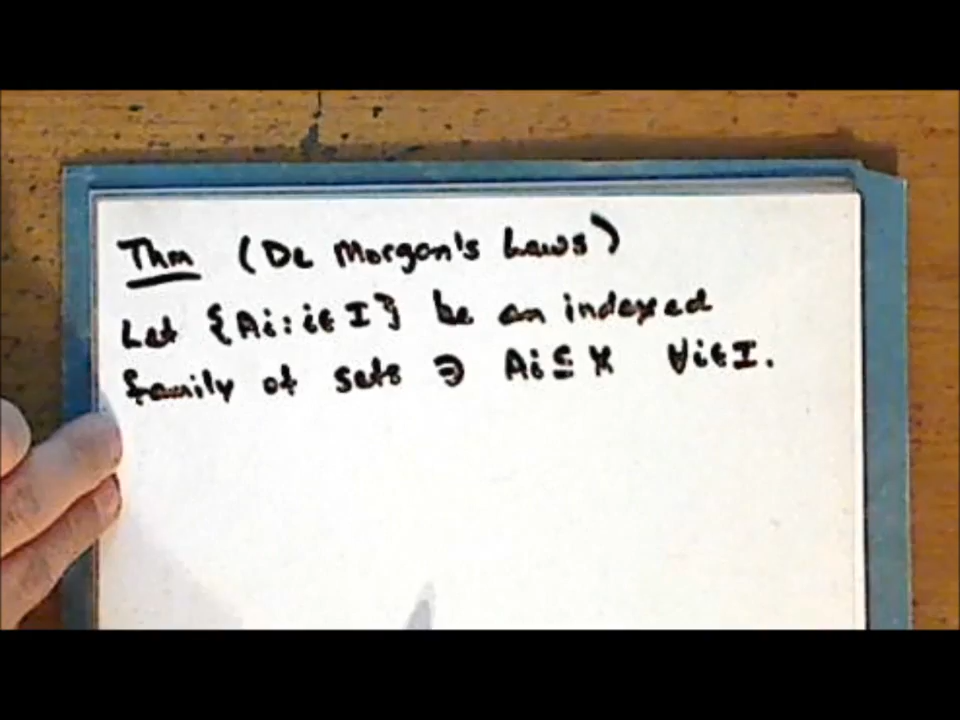 Thm (De Morgan's Laws)
Let {Ai : i ∈ I} be an indexed
family of sets ∋ Ai ⊆ X ∀i ∈ I.